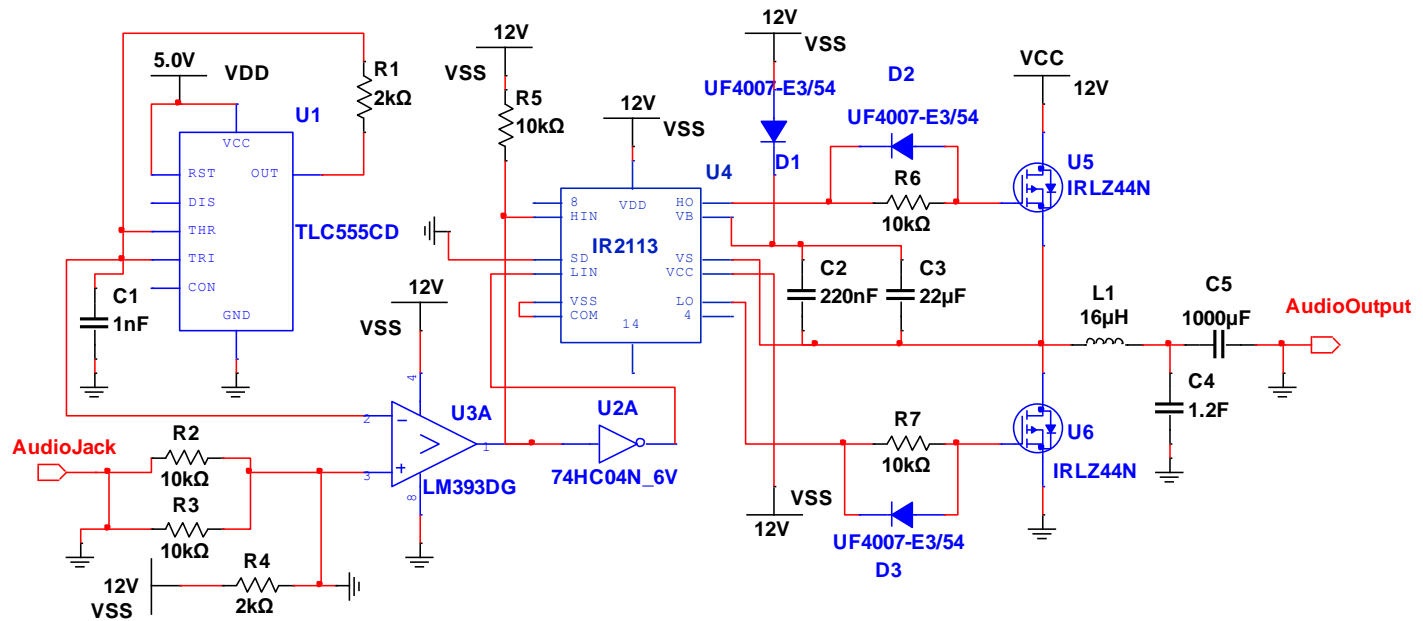 5.0V
VDD
R1
2kΩ
U1
VCC
RST
OUT
DIS
THR
TRI
CON
GND
TLC555CD
C1
1nF
12V
VSS
R5
10kΩ
12V
VSS
U4
8
VDD
HO
HIN
VB
IR2113
SD
VS
LIN
VCC
VSS
LO
COM
14
4
12V
VSS
UF4007-E3/54
D1
D2
UF4007-E3/54
R6
10kΩ
VCC
12V
U5
IRLZ44N
C2
220nF
C3
22µF
L1
16µH
C5
1000µF
AudioOutput
C4
1.2F
12V
VSS
4
U3A
2
1
3
8
LM393DG
U2A
74HC04N_6V
AudioJack
R2
10kΩ
R3
10kΩ
R4
2kΩ
12V
VSS
R7
10kΩ
U6
IRLZ44N
VSS
12V
UF4007-E3/54
D3